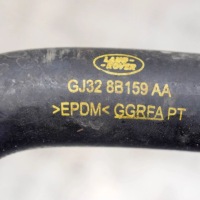 LAND-
ROVER
GJ32 8B159 AA
>EPDM< GGRFA PT